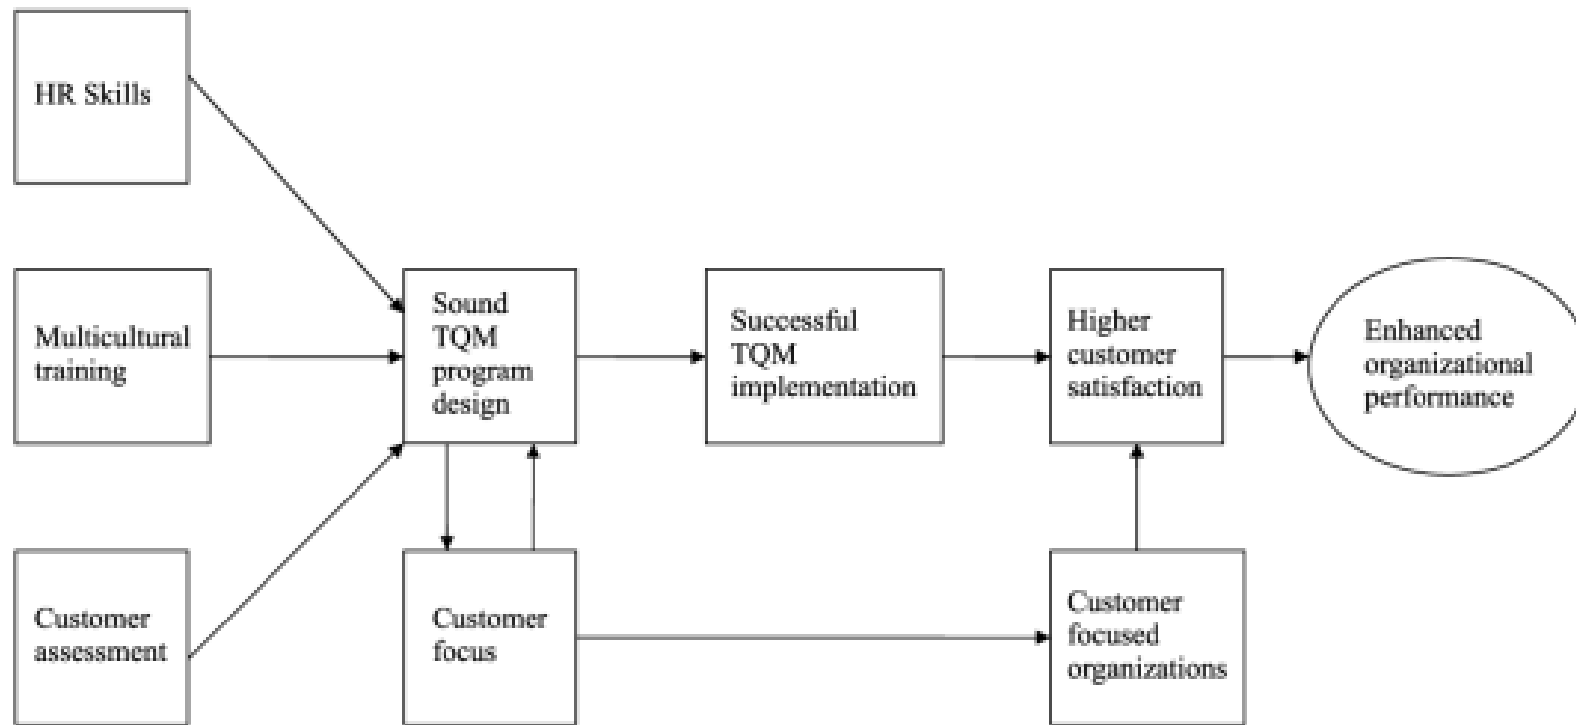 HR Skills
Multicultural
training
Sound
TQM
program
design
Successful
TQM
implementation
Higher
customer
satisfaction
Enhanced
organizational
performance
Customer
assessment
Customer
focus
Customer
focused
organizations